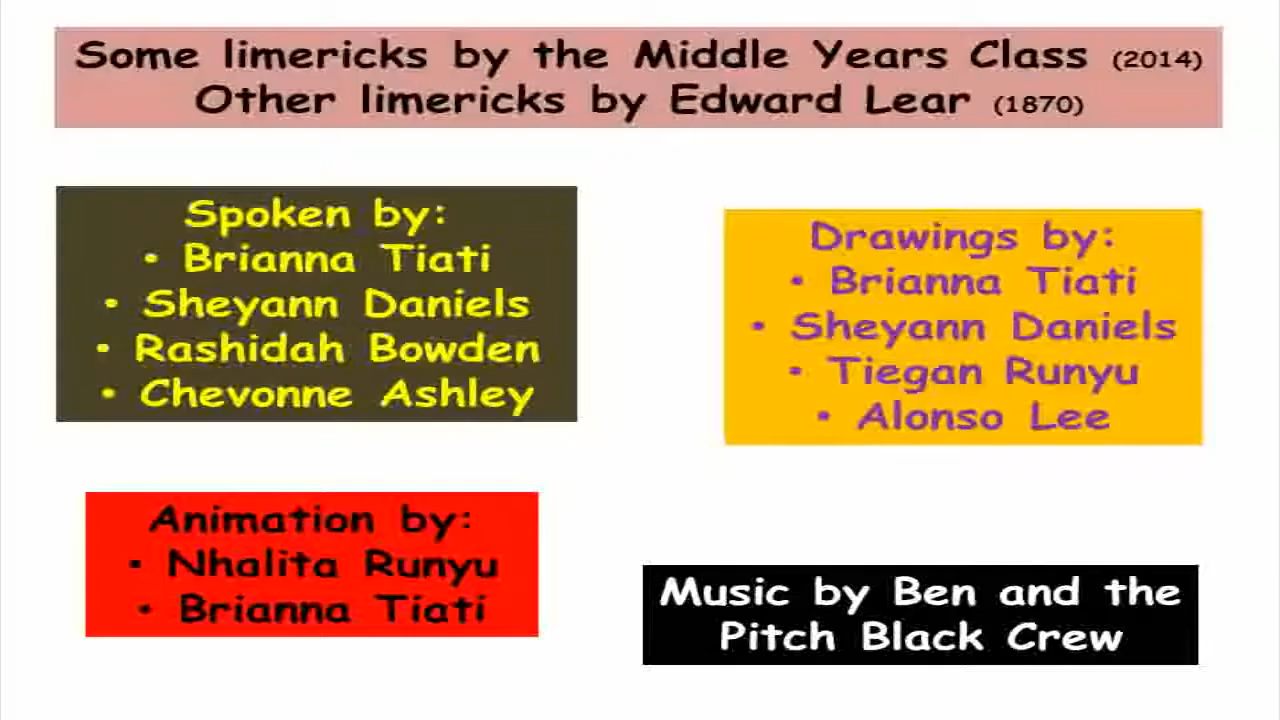 Some limericks by the Middle Years Class (2014)
Other limericks by Edward Lear (1870)
Spoken by:
• Brianna Tiati
• Sheyann Daniels
• Rashidah Bowden
• Chevonne Ashley
Drawings by:
• Brianna Tiati
• Sheyann Daniels
• Tiegan Runyu
• Alonso Lee
Animation by:
• Nhalita Runyu
• Brianna Tiati
Music by Ben and the
Pitch Black Crew